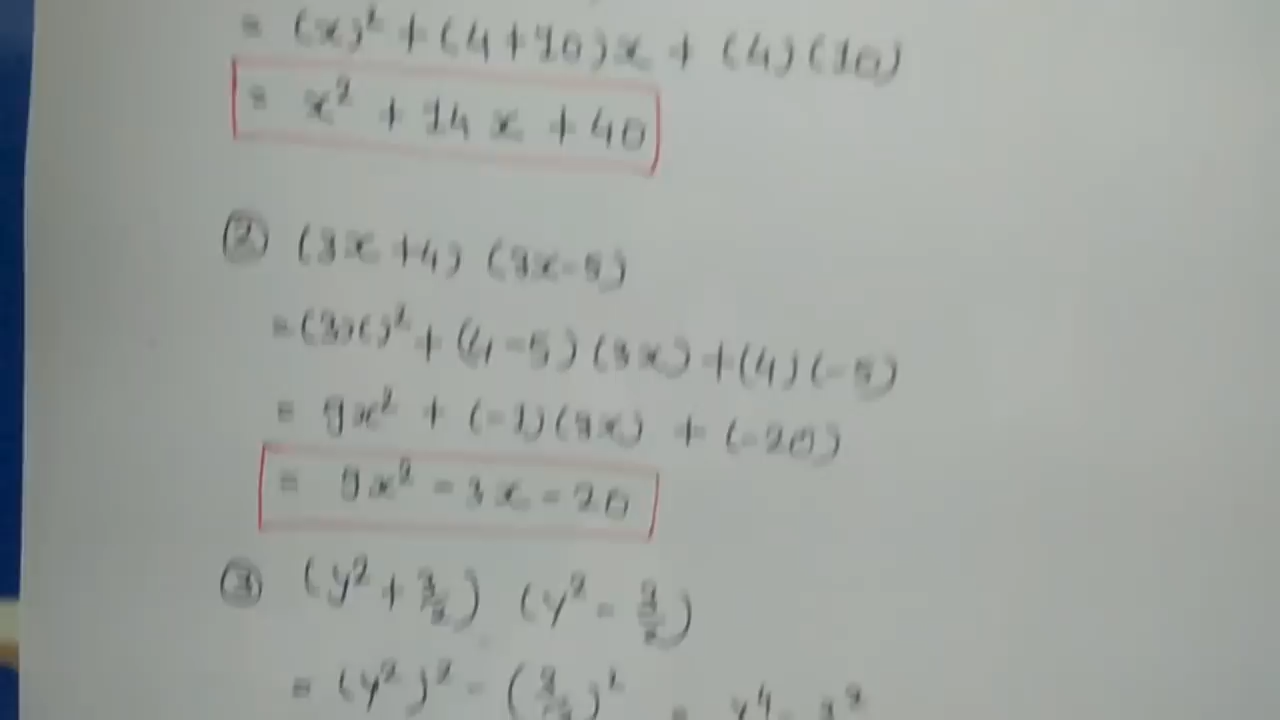 = (x)² + (4+10)x + (4)(10)
= x² + 14x + 40
② (3x+4) (3x-5)
= (3x)² + (4-5)(3x) + (4)(-5)
= 9x² + (-1)(3x) + (-20)
= 9x² - 3x - 20
③ (y² + 3/2) (y² - 3/2)
= (y²)² - (3/2)² = y⁴ - 3²